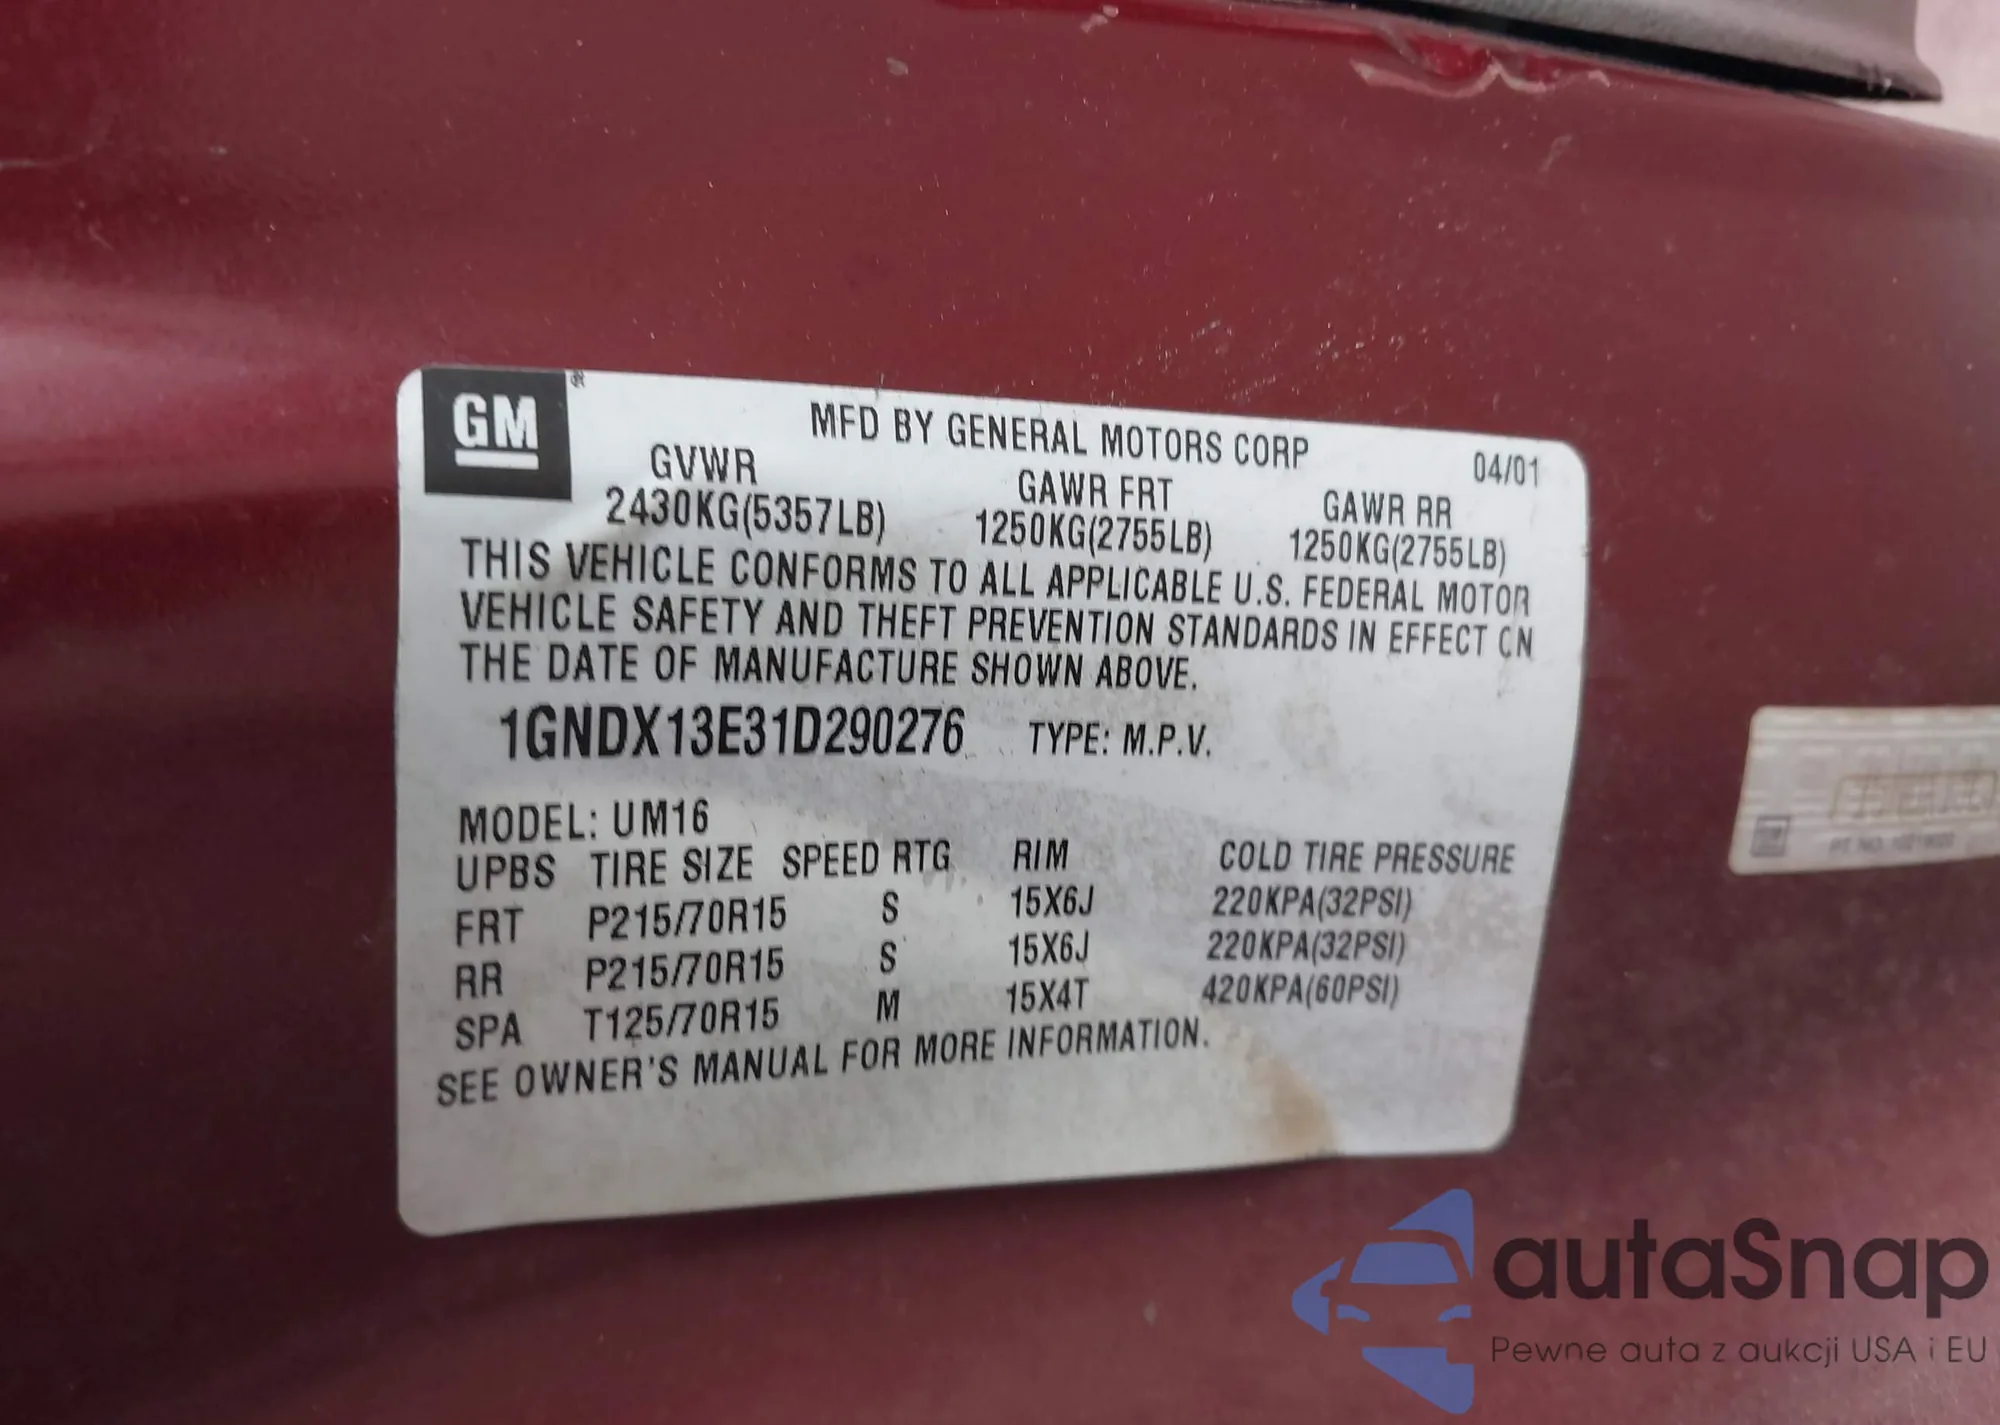 GM
MFD BY GENERAL MOTORS CORP 04/01
GVWR GAWR FRT GAWR RR
2430KG(5357LB) 1250KG(2755LB) 1250KG(2755LB)
THIS VEHICLE CONFORMS TO ALL APPLICABLE U.S. FEDERAL MOTOR
VEHICLE SAFETY AND THEFT PREVENTION STANDARDS IN EFFECT ON
THE DATE OF MANUFACTURE SHOWN ABOVE.
1GNDX13E31D290276 TYPE: M.P.V.
MODEL: UM16
UPBS TIRE SIZE SPEED RTG RIM COLD TIRE PRESSURE
FRT P215/70R15 S 15X6J 220KPA(32PSI)
RR P215/70R15 S 15X6J 220KPA(32PSI)
SPA T125/70R15 M 15X4T 420KPA(60PSI)
SEE OWNER'S MANUAL FOR MORE INFORMATION.
GM PT. NO.
autaSnap
Pewne auta z aukcji USA i EU